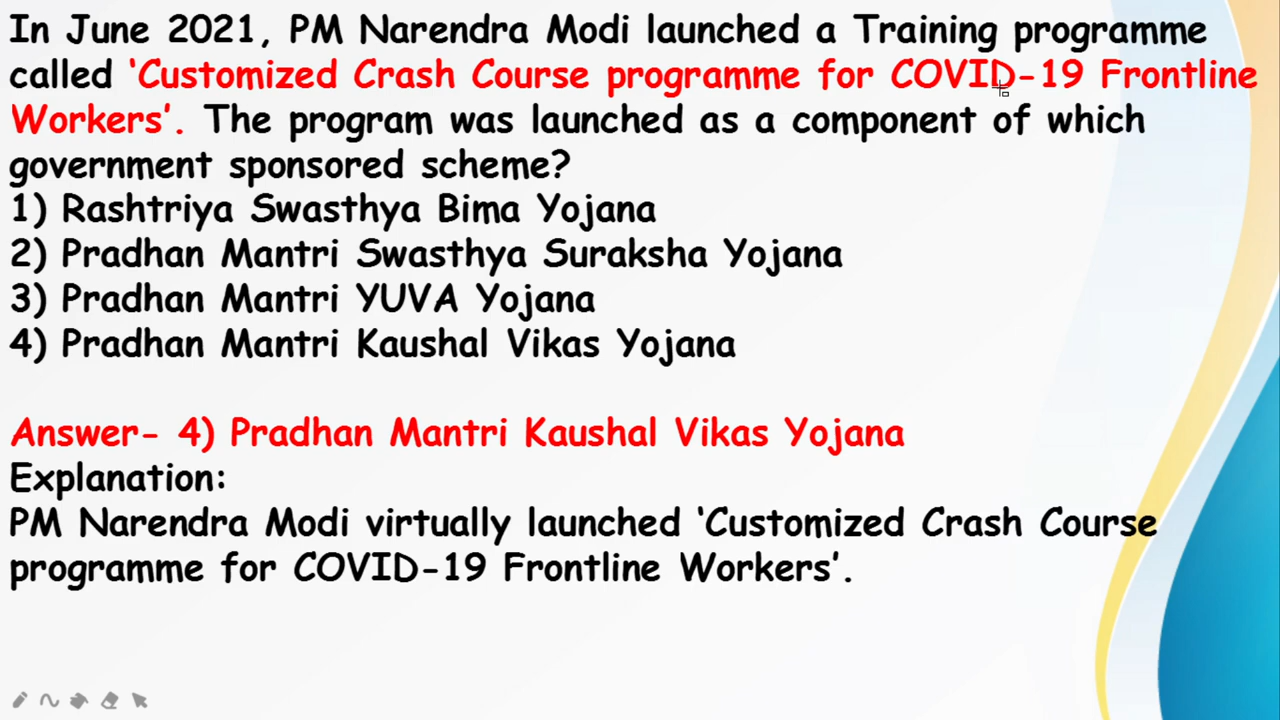 In June 2021, PM Narendra Modi launched a Training programme
called ‘Customized Crash Course programme for COVID-19 Frontline
Workers’. The program was launched as a component of which
government sponsored scheme?
1) Rashtriya Swasthya Bima Yojana
2) Pradhan Mantri Swasthya Suraksha Yojana
3) Pradhan Mantri YUVA Yojana
4) Pradhan Mantri Kaushal Vikas Yojana
Answer- 4) Pradhan Mantri Kaushal Vikas Yojana
Explanation:
PM Narendra Modi virtually launched ‘Customized Crash Course
programme for COVID-19 Frontline Workers’.